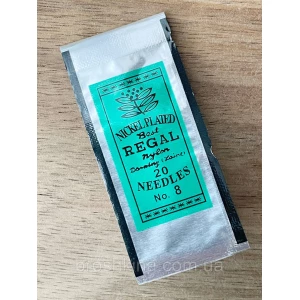 NICKEL PLATED
Best
REGAL
Nylon
20
NEEDLES
No. 8